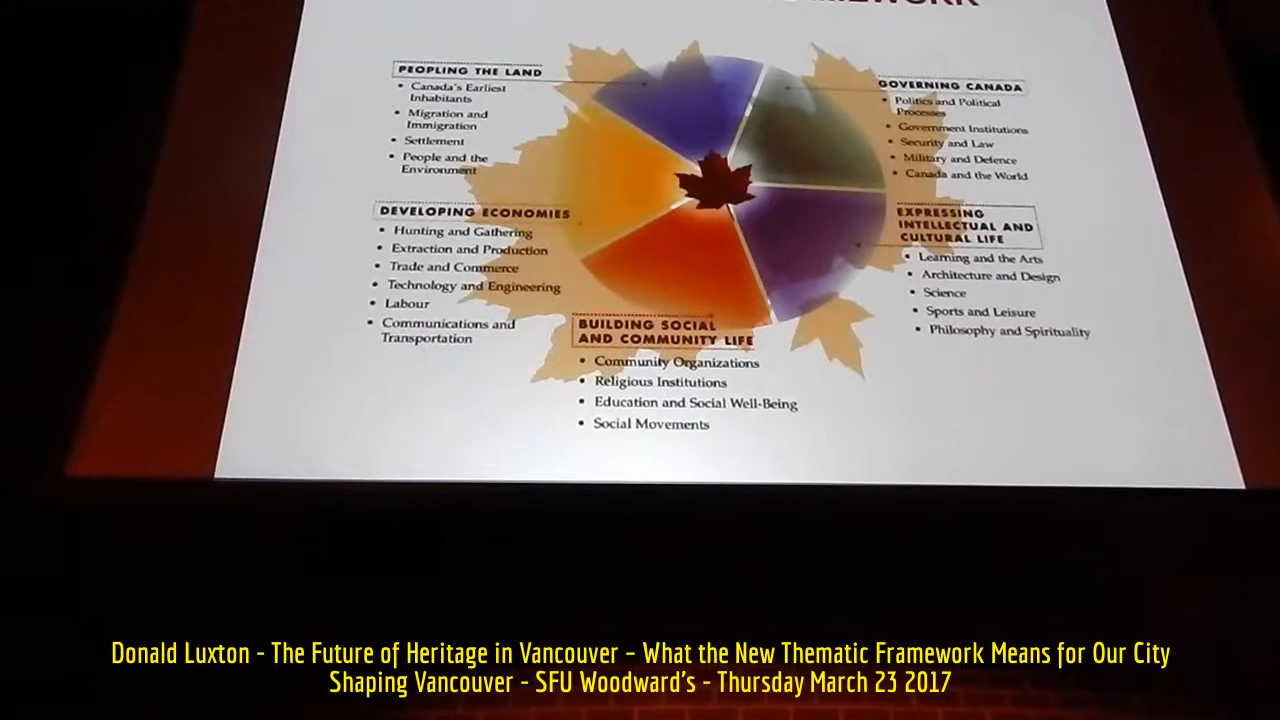 PEOPLING THE LAND
• Canada's Earliest
Inhabitants
• Migration and
Immigration
• Settlement
• People and the
Environment
GOVERNING CANADA
• Politics and Political
Processes
• Government Institutions
• Security and Law
• Military and Defence
• Canada and the World
DEVELOPING ECONOMIES
• Hunting and Gathering
• Extraction and Production
• Trade and Commerce
• Technology and Engineering
• Labour
• Communications and
Transportation
EXPRESSING
INTELLECTUAL AND
CULTURAL LIFE
• Learning and the Arts
• Architecture and Design
• Science
• Sports and Leisure
• Philosophy and Spirituality
BUILDING SOCIAL
AND COMMUNITY LIFE
• Community Organizations
• Religious Institutions
• Education and Social Well-Being
• Social Movements
Donald Luxton - The Future of Heritage in Vancouver - What the New Thematic Framework Means for Our City
Shaping Vancouver - SFU Woodward's - Thursday March 23 2017